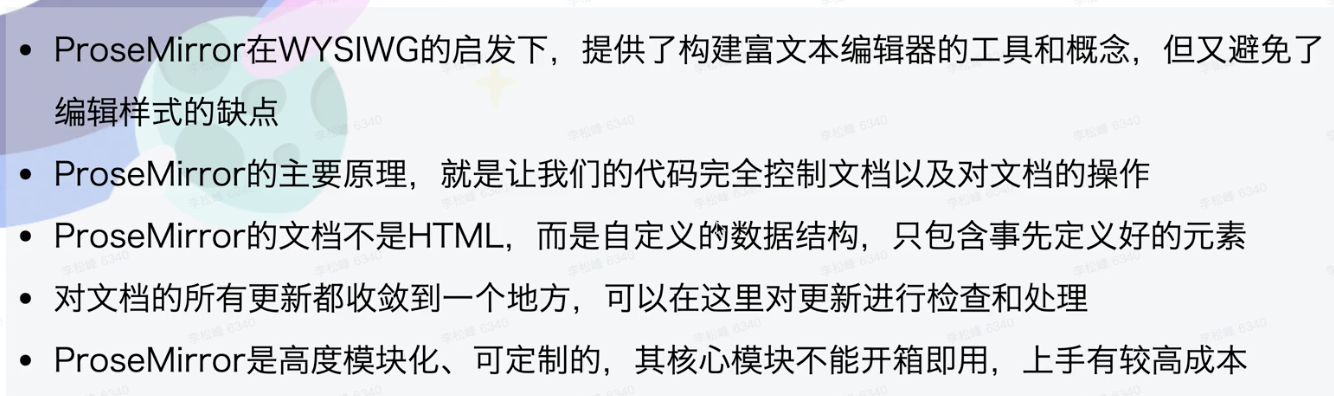 • ProseMirror在WYSIWG的启发下，提供了构建富文本编辑器的工具和概念，但又避免了
编辑样式的缺点
• ProseMirror的主要原理，就是让我们的代码完全控制文档以及对文档的操作
• ProseMirror的文档不是HTML，而是自定义的数据结构，只包含事先定义好的元素
• 对文档的所有更新都收敛到一个地方，可以在这里对更新进行检查和处理
• ProseMirror是高度模块化、可定制的，其核心模块不能开箱即用，上手有较高成本
李松峰 6340